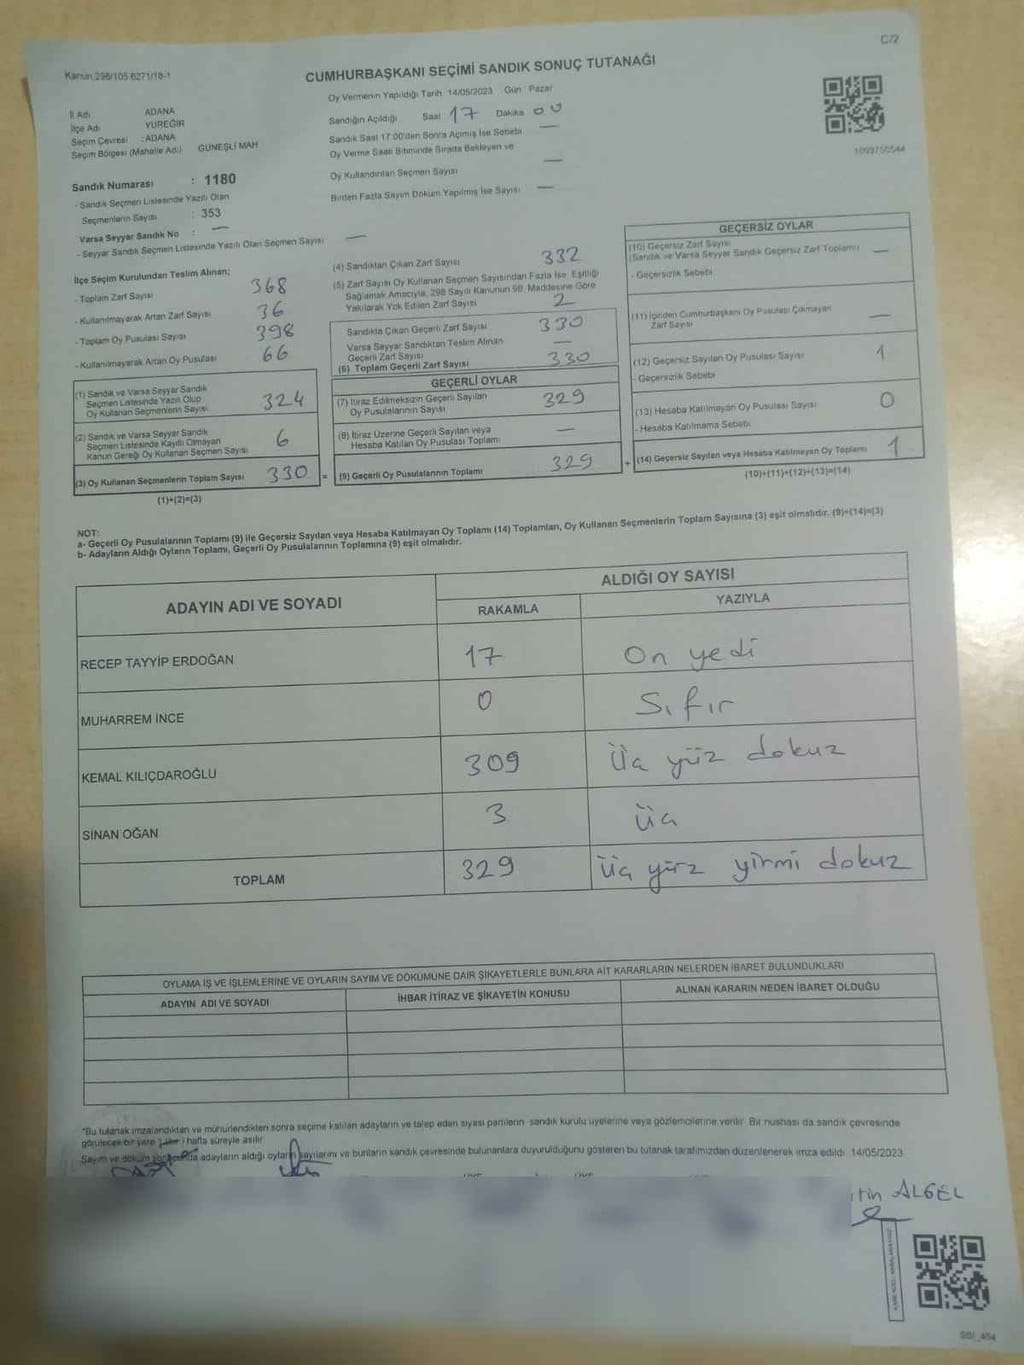 C/2
Kanun:298/105 6271/18-1
CUMHURBAŞKANI SEÇİMİ SANDIK SONUÇ TUTANAĞI
Oy Vermenin Yapıldığı Tarih 14/05/2023 Gün Pazar
İl Adı ADANA
İlçe Adı YÜREĞİR
Seçim Çevresi : ADANA
Seçim Bölgesi (Mahalle Adı) GÜNEŞLİ MAH
Sandığın Açıldığı Saat 17 Dakika 00
Sandık Saat 17.00'den Sonra Açılmış İse Sebebi —
Oy Verme Saati Bitiminde Sırada Bekleyen ve
Oy Kullandırılan Seçmen Sayısı —
Birden Fazla Sayım Döküm Yapılmış İse Sayısı —
1093750544
Sandık Numarası : 1180
- Sandık Seçmen Listesinde Yazılı Olan
Seçmenlerin Sayısı : 353
Varsa Seyyar Sandık No : —
- Seyyar Sandık Seçmen Listesinde Yazılı Olan Seçmen Sayısı —
İlçe Seçim Kurulundan Teslim Alınan;
- Toplam Zarf Sayısı 368
- Kullanılmayarak Artan Zarf Sayısı 36
- Toplam Oy Pusulası Sayısı 398
- Kullanılmayarak Artan Oy Pusulası 66
(1) Sandık ve Varsa Seyyar Sandık
Seçmen Listesinde Yazılı Olup
Oy Kullanan Seçmenlerin Sayısı 324
(2) Sandık ve Varsa Seyyar Sandık
Seçmen Listesinde Kayıtlı Olmayan
Kanun Gereği Oy Kullanan Seçmen Sayısı 6
(3) Oy Kullanan Seçmenlerin Toplam Sayısı 330 =
(1)+(2)=(3)
(4) Sandıktan Çıkan Zarf Sayısı 332
(5) Zarf Sayısı Oy Kullanan Seçmen Sayısından Fazla İse Eşitliği
Sağlamak Amacıyla, 298 Sayılı Kanunun 98. Maddesine Göre
Yakılarak Yok Edilen Zarf Sayısı 2
Sandıkta Çıkan Geçerli Zarf Sayısı 330
Varsa Seyyar Sandıktan Teslim Alınan
Geçerli Zarf Sayısı —
(6) Toplam Geçerli Zarf Sayısı 330
GEÇERLİ OYLAR
(7) İtiraz Edilmeksizin Geçerli Sayılan
Oy Pusulalarının Sayısı 329
(8) İtiraz Üzerine Geçerli Sayılan veya
Hesaba Katılan Oy Pusulası Toplamı —
(9) Geçerli Oy Pusulalarının Toplamı 329 +
GEÇERSİZ OYLAR
(10) Geçersiz Zarf Sayısı
(Sandık ve Varsa Seyyar Sandık Geçersiz Zarf Toplamı) —
- Geçersizlik Sebebi
(11) İçinden Cumhurbaşkanı Oy Pusulası Çıkmayan
Zarf Sayısı —
(12) Geçersiz Sayılan Oy Pusulası Sayısı 1
- Geçersizlik Sebebi
(13) Hesaba Katılmayan Oy Pusulası Sayısı 0
- Hesaba Katılmama Sebebi
(14) Geçersiz Sayılan veya Hesaba Katılmayan Oy Toplamı 1
(10)+(11)+(12)+(13)=(14)
NOT:
a- Geçerli Oy Pusulalarının Toplamı (9) ile Geçersiz Sayılan veya Hesaba Katılmayan Oy Toplamı (14) Toplamları, Oy Kullanan Seçmenlerin Toplam Sayısına (3) eşit olmalıdır. (9)+(14)=(3)
b- Adayların Aldığı Oyların Toplamı, Geçerli Oy Pusulalarının Toplamına (9) eşit olmalıdır.
ADAYIN ADI VE SOYADI
ALDIĞI OY SAYISI
RAKAMLA YAZIYLA
RECEP TAYYİP ERDOĞAN 17 On yedi
MUHARREM İNCE 0 Sıfır
KEMAL KILIÇDAROĞLU 309 Üç yüz dokuz
SİNAN OĞAN 3 üç
TOPLAM 329 üç yüz yirmi dokuz
OYLAMA İŞ VE İŞLEMLERİNE VE OYLARIN SAYIM VE DÖKÜMÜNE DAİR ŞİKAYETLERLE BUNLARA AİT KARARLARIN NELERDEN İBARET BULUNDUKLARI
ADAYIN ADI VE SOYADI İHBAR İTİRAZ VE ŞİKAYETİN KONUSU ALINAN KARARIN NEDEN İBARET OLDUĞU
*Bu tutanak imzalandıktan ve mühürlendikten sonra seçime katılan adayların ve talep eden siyasi partilerin sandık kurulu üyelerine veya gözlemcilerine verilir. Bir nüshası da sandık çevresinde
görülecek bir yere hafta süreyle asılır.
Sayım ve döküm sonucunda adayların aldığı oyların sayılarını ve bunların sandık çevresinde bulunanlara duyurulduğunu gösteren bu tutanak tarafımızdan düzenlenerek imza edildi. 14/05/2023
ALGEL